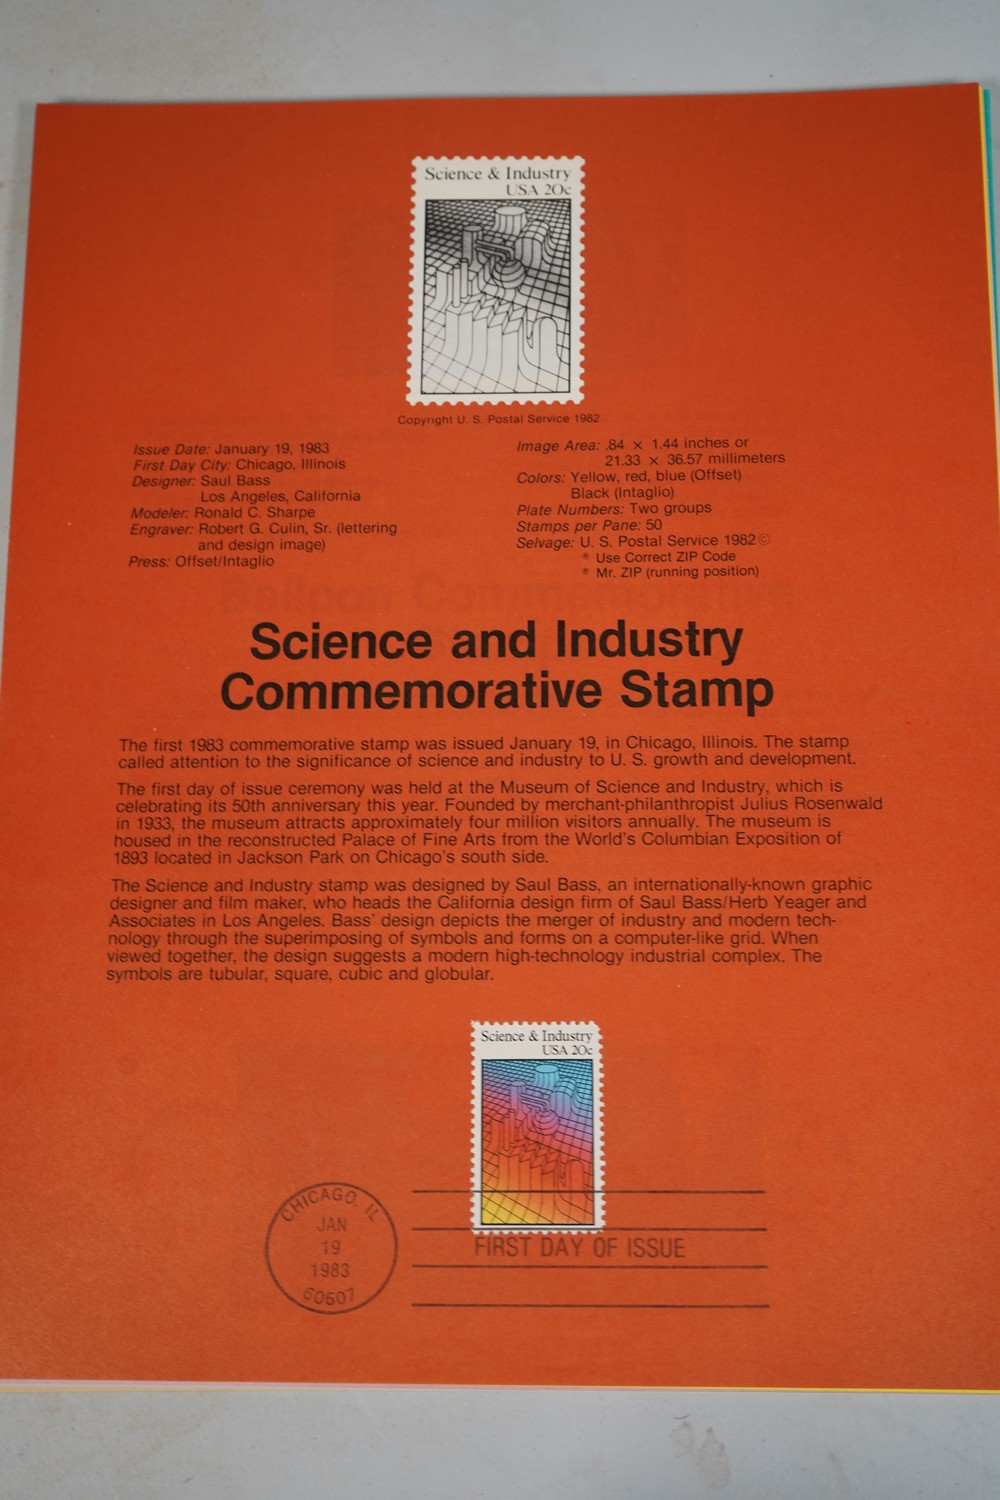 Science & Industry
USA 20c
Copyright U. S. Postal Service 1982
Issue Date: January 19, 1983
First Day City: Chicago, Illinois
Designer: Saul Bass
Los Angeles, California
Modeler: Ronald C. Sharpe
Engraver: Robert G. Culin, Sr. (lettering
and design image)
Press: Offset/Intaglio
Image Area: .84 × 1.44 inches or
21.33 × 36.57 millimeters
Colors: Yellow, red, blue (Offset)
Black (Intaglio)
Plate Numbers: Two groups
Stamps per Pane: 50
Selvage: U. S. Postal Service 1982©
® Use Correct ZIP Code
® Mr. ZIP (running position)
Science and Industry
Commemorative Stamp
The first 1983 commemorative stamp was issued January 19, in Chicago, Illinois. The stamp
called attention to the significance of science and industry to U. S. growth and development.
The first day of issue ceremony was held at the Museum of Science and Industry, which is
celebrating its 50th anniversary this year. Founded by merchant-philanthropist Julius Rosenwald
in 1933, the museum attracts approximately four million visitors annually. The museum is
housed in the reconstructed Palace of Fine Arts from the World's Columbian Exposition of
1893 located in Jackson Park on Chicago's south side.
The Science and Industry stamp was designed by Saul Bass, an internationally-known graphic
designer and film maker, who heads the California design firm of Saul Bass/Herb Yeager and
Associates in Los Angeles. Bass' design depicts the merger of industry and modern tech-
nology through the superimposing of symbols and forms on a computer-like grid. When
viewed together, the design suggests a modern high-technology industrial complex. The
symbols are tubular, square, cubic and globular.
Science & Industry
USA 20c
CHICAGO, IL
JAN
19
1983
60607
FIRST DAY OF ISSUE